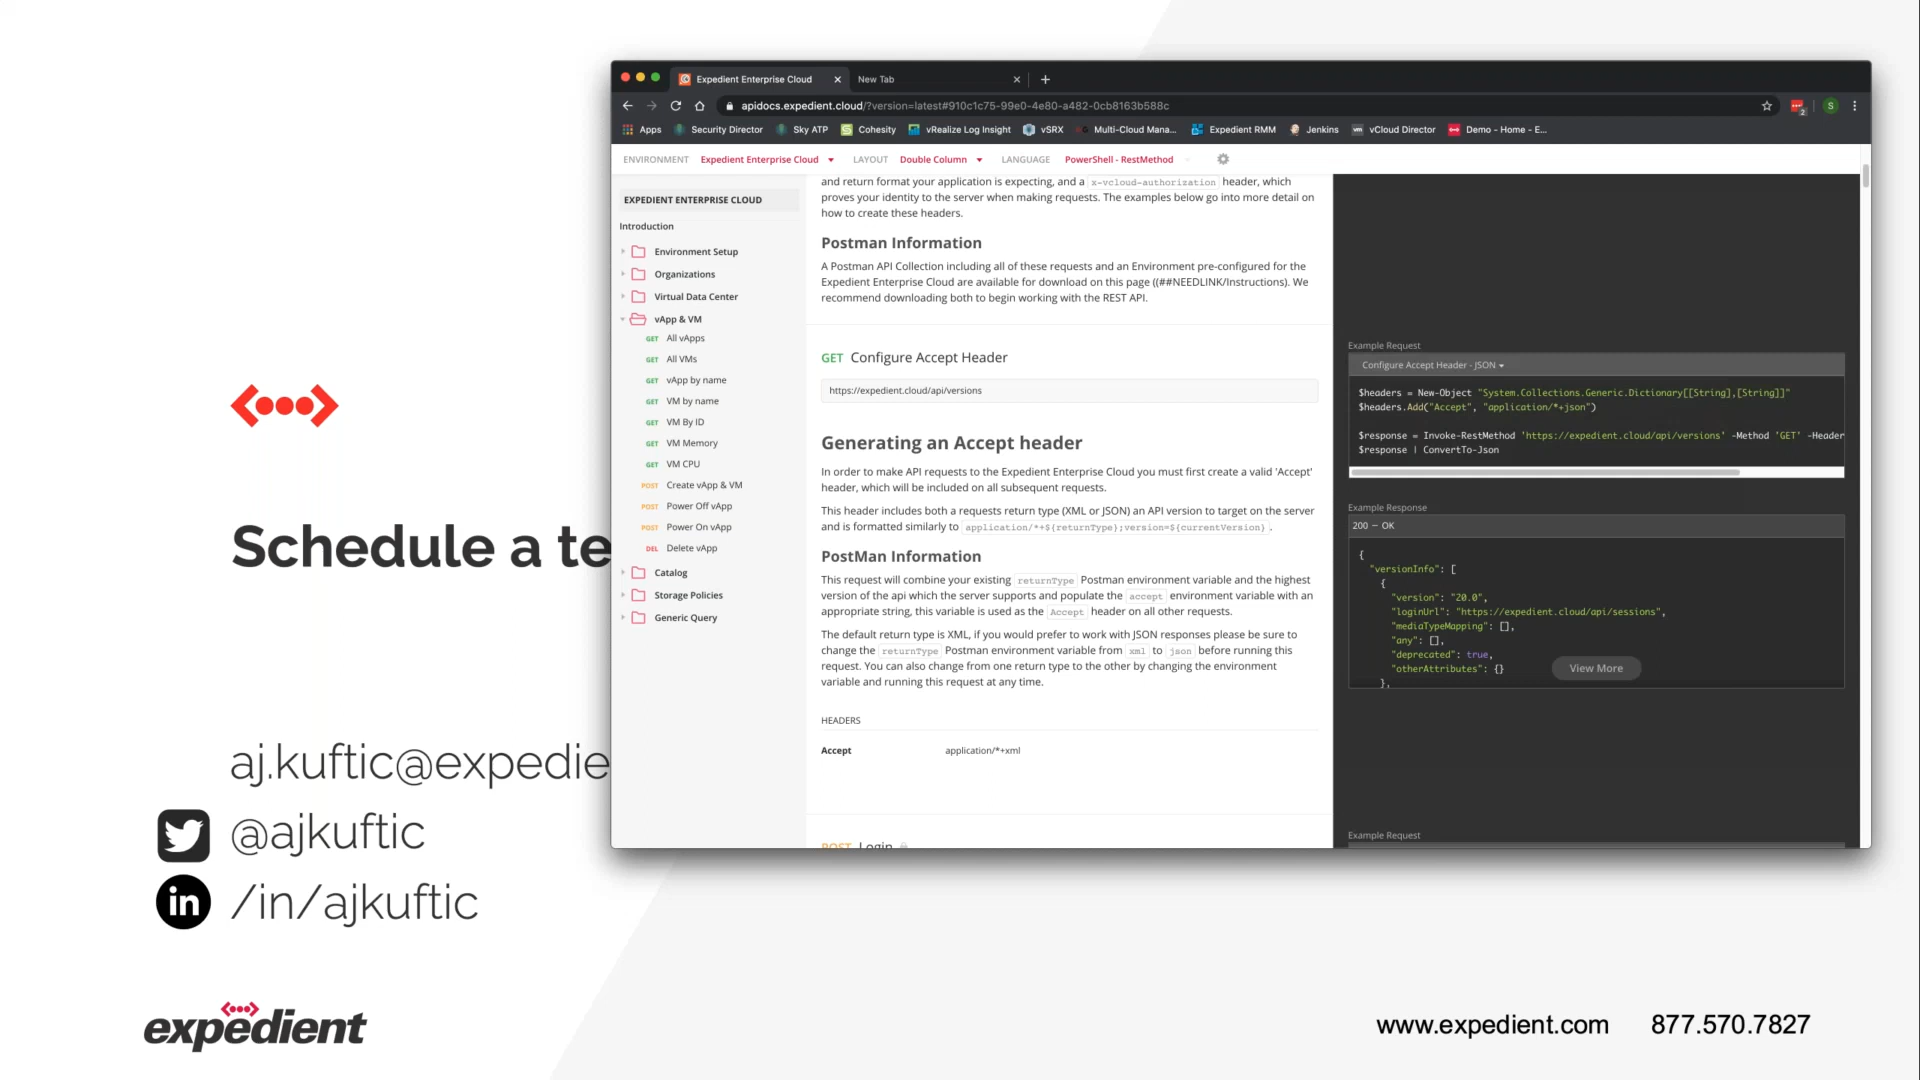 Expedient Enterprise Cloud
New Tab
apidocs.expedient.cloud/?version=latest#910c1c75-99e0-4e80-a482-0cb8163b588c
S
2
Apps Security Director Sky ATP Cohesity vRealize Log Insight vSRX Multi-Cloud Mana... Expedient RMM Jenkins vm vCloud Director Demo - Home - E...
ENVIRONMENT Expedient Enterprise Cloud LAYOUT Double Column LANGUAGE PowerShell - RestMethod
EXPEDIENT ENTERPRISE CLOUD
Introduction
Environment Setup
Organizations
Virtual Data Center
vApp & VM
GET All vApps
GET All VMs
GET vApp by name
GET VM by name
GET VM By ID
GET VM Memory
GET VM CPU
POST Create vApp & VM
POST Power Off vApp
POST Power On vApp
DEL Delete vApp
Catalog
Storage Policies
Generic Query
and return format your application is expecting, and a x-vcloud-authorization header, which
proves your identity to the server when making requests. The examples below go into more detail on
how to create these headers.
Postman Information
A Postman API Collection including all of these requests and an Environment pre-configured for the
Expedient Enterprise Cloud are available for download on this page ((##NEEDLINK/Instructions). We
recommend downloading both to begin working with the REST API.
GET Configure Accept Header
https://expedient.cloud/api/versions
Generating an Accept header
In order to make API requests to the Expedient Enterprise Cloud you must first create a valid 'Accept'
header, which will be included on all subsequent requests.
This header includes both a requests return type (XML or JSON) an API version to target on the server
and is formatted similarly to application/*+${returnType};version=${currentVersion} .
PostMan Information
This request will combine your existing returnType Postman environment variable and the highest
version of the api which the server supports and populate the accept environment variable with an
appropriate string, this variable is used as the Accept header on all other requests.
The default return type is XML, if you would prefer to work with JSON responses please be sure to
change the returnType Postman environment variable from xml to json before running this
request. You can also change from one return type to the other by changing the environment
variable and running this request at any time.
HEADERS
Accept application/*+xml
POST Login
Example Request
Configure Accept Header - JSON
$headers = New-Object "System.Collections.Generic.Dictionary[[String],[String]]"
$headers.Add("Accept", "application/*+json")
$response = Invoke-RestMethod 'https://expedient.cloud/api/versions' -Method 'GET' -Header
$response | ConvertTo-Json
Example Response
200 — OK
{
"versionInfo": [
{
"version": "20.0",
"loginUrl": "https://expedient.cloud/api/sessions",
"mediaTypeMapping": [],
"any": [],
"deprecated": true,
"otherAttributes": {}
},
View More
Example Request
Schedule a te
aj.kuftic@expedie
@ajkuftic
in /in/ajkuftic
expedient
www.expedient.com 877.570.7827